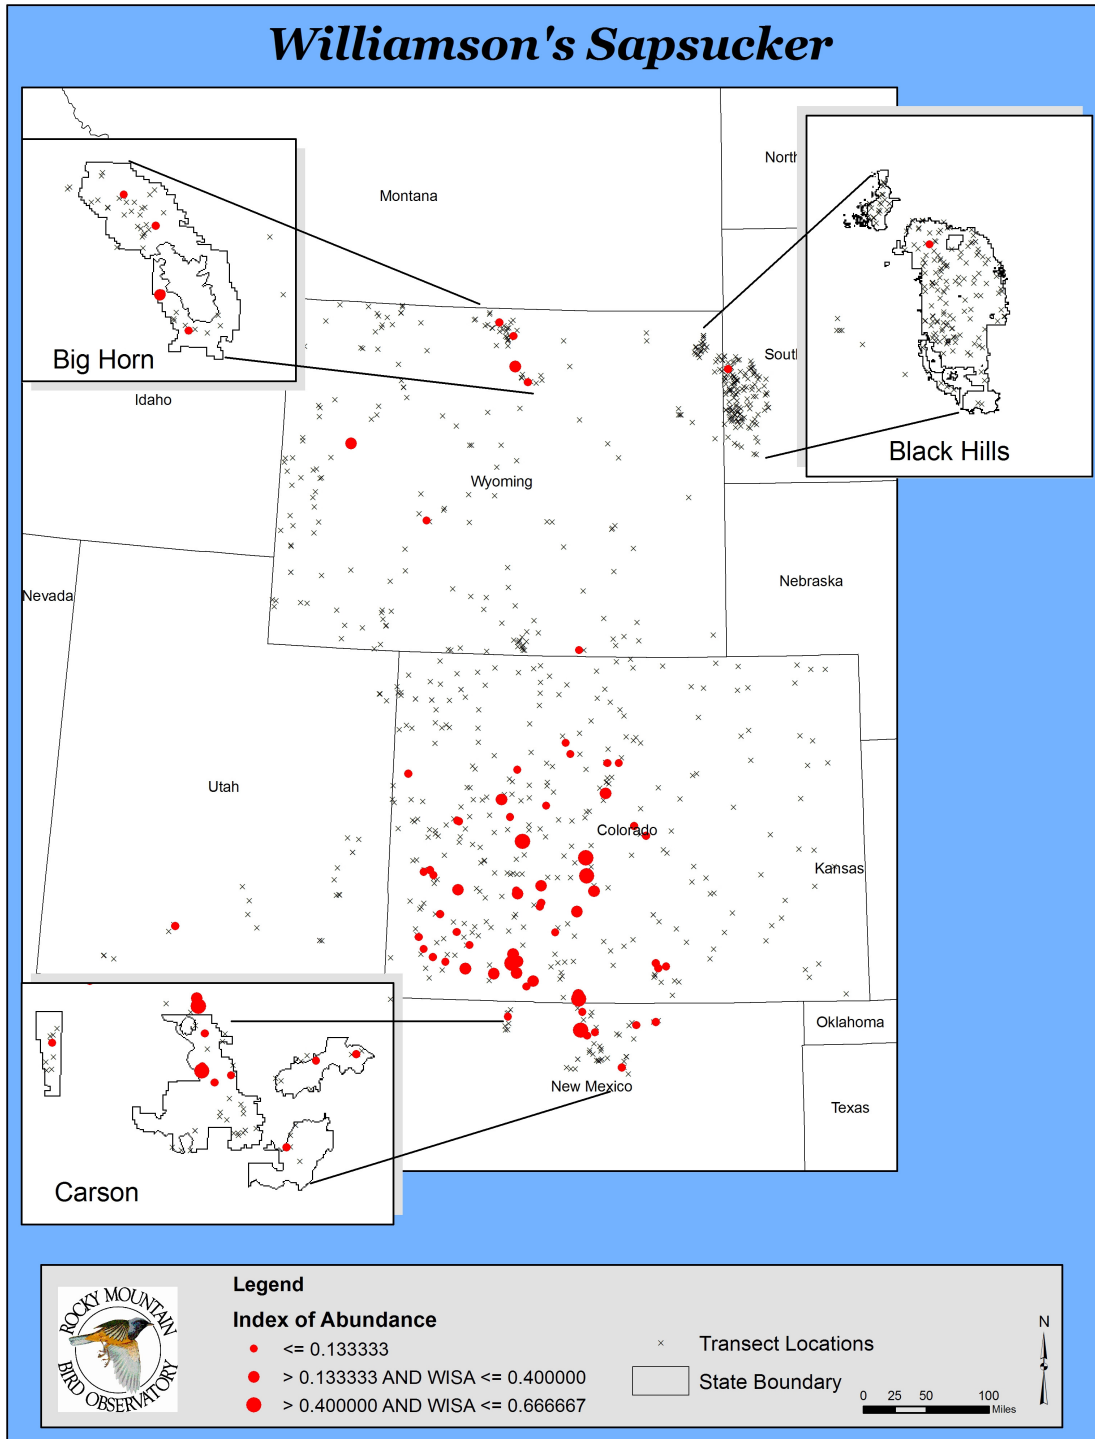 Williamson's Sapsucker
Montana
North
Big Horn
Idaho
South
Black Hills
Wyoming
Nebraska
Nevada
Utah
Colorado
Kansas
Oklahoma
New Mexico
Texas
Carson
Legend
Index of Abundance
<= 0.133333
> 0.133333 AND WISA <= 0.400000
> 0.400000 AND WISA <= 0.666667
Transect Locations
State Boundary
N
0 25 50 100
Miles
ROCKY MOUNTAIN
BIRD OBSERVATORY